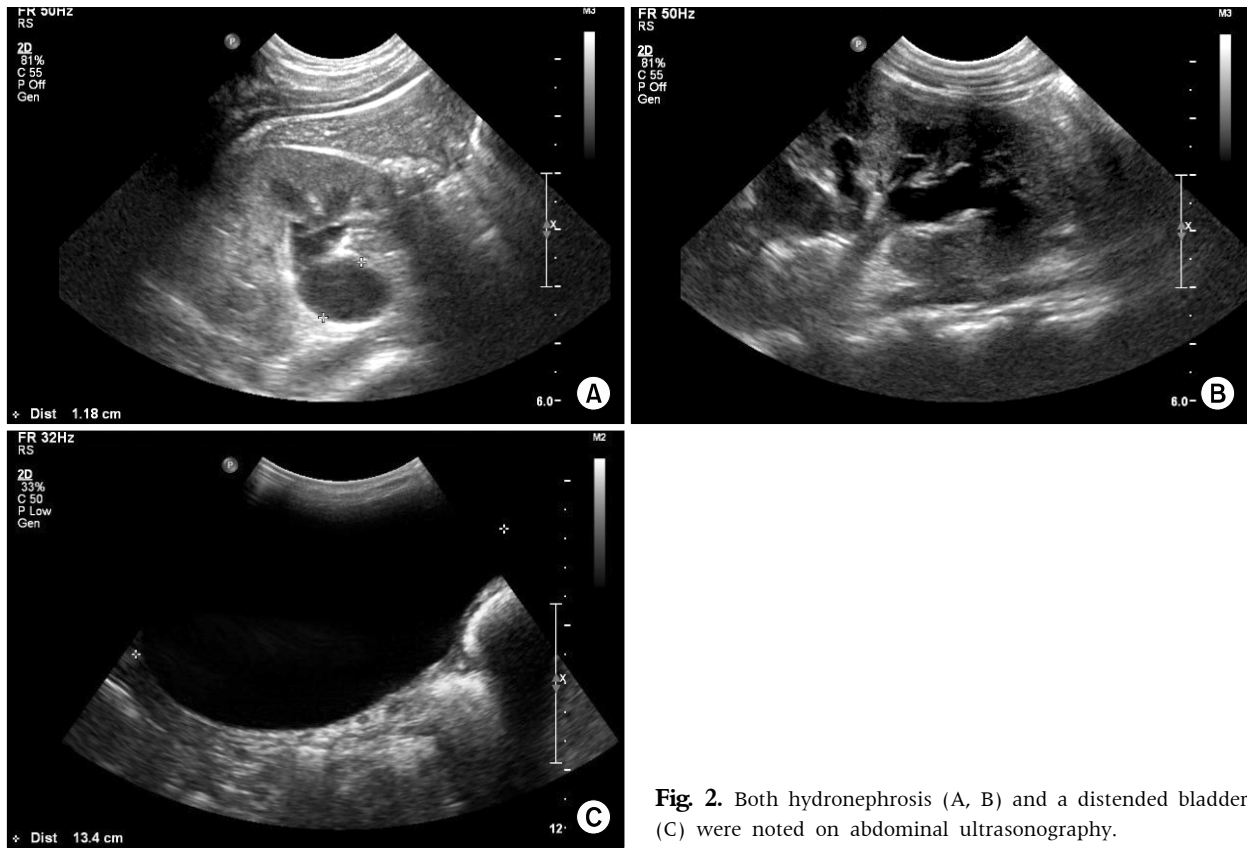 FR 50Hz
RS
M3
P
2D
81%
C 55
P Off
Gen
X
6.0
Dist 1.18 cm
A
FR 50Hz
RS
M3
P
2D
81%
C 55
P Off
Gen
X
6.0
B
FR 32Hz
RS
M2
P
2D
33%
C 50
P Low
Gen
X
12
Dist 13.4 cm
C
Fig. 2. Both hydronephrosis (A, B) and a distended bladder
(C) were noted on abdominal ultrasonography.